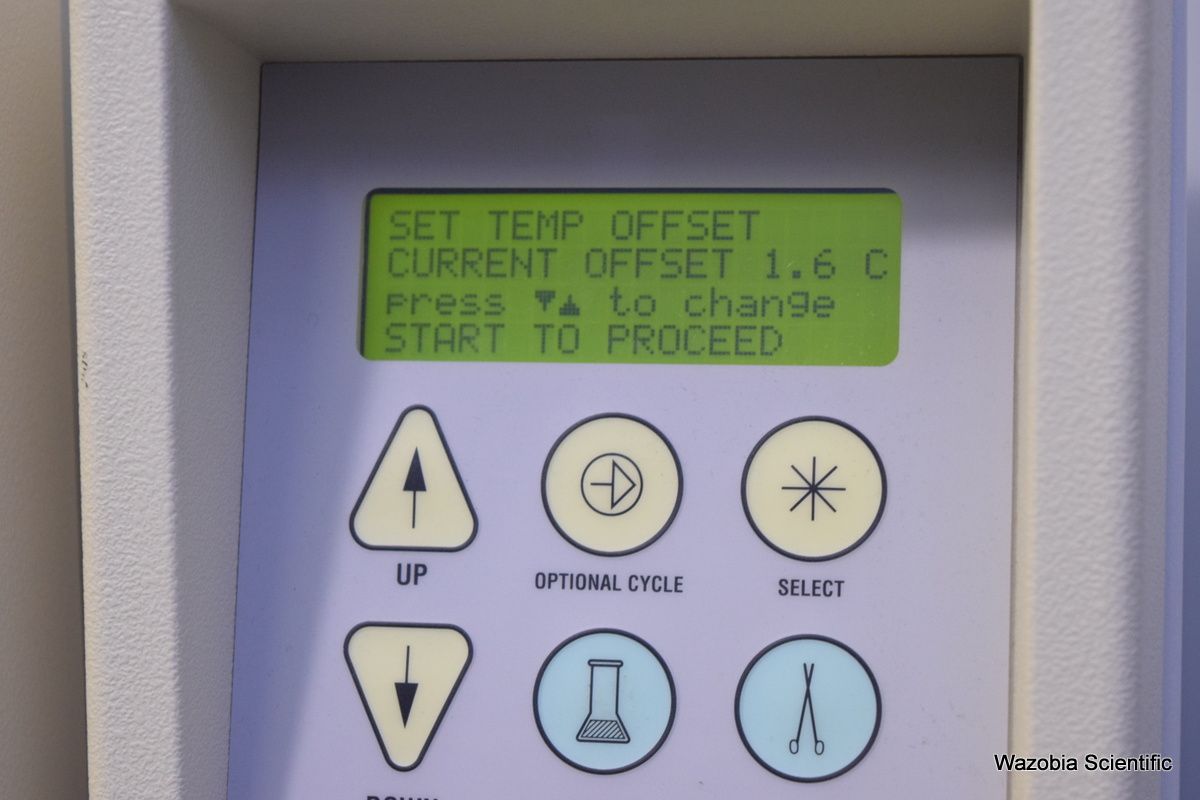 SET TEMP OFFSET
CURRENT OFFSET 1.6 C
press ▼▲ to change
START TO PROCEED
UP
OPTIONAL CYCLE
SELECT
DOWN
Wazobia Scientific